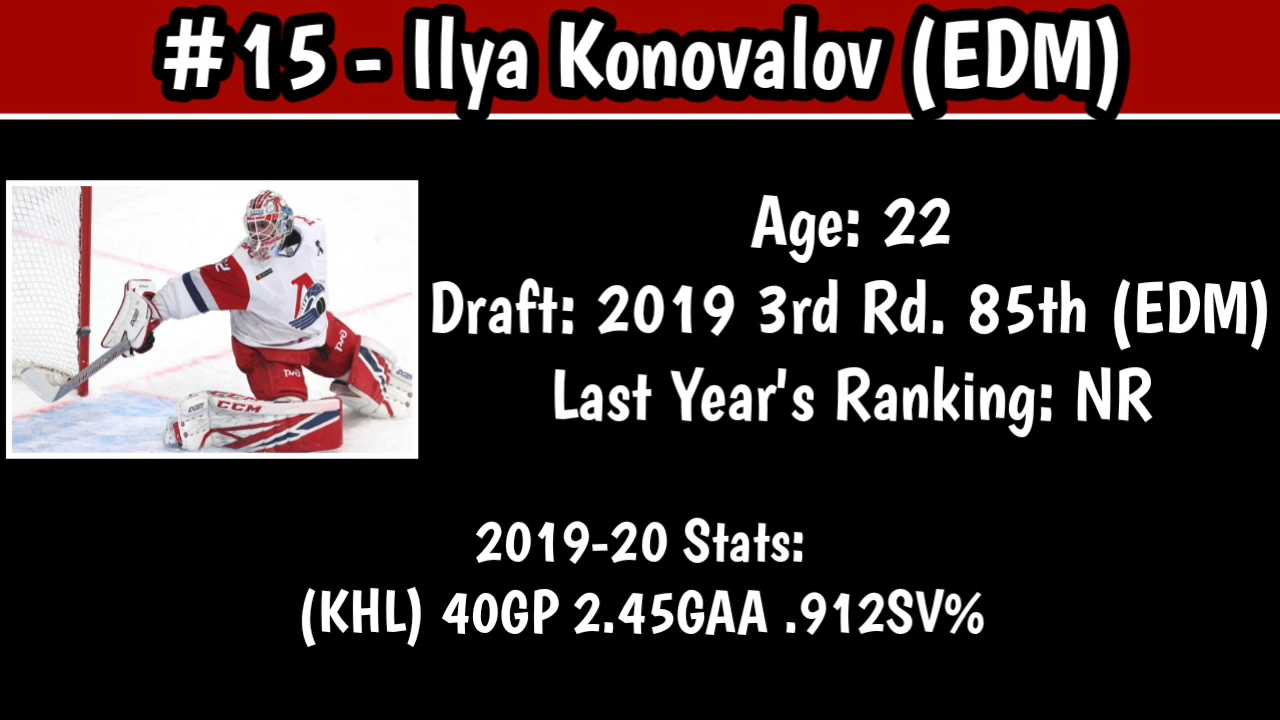 #15 - Ilya Konovalov (EDM)
Age: 22
Draft: 2019 3rd Rd. 85th (EDM)
Last Year's Ranking: NR
2019-20 Stats:
(KHL) 40GP 2.45GAA .912SV%
CCM